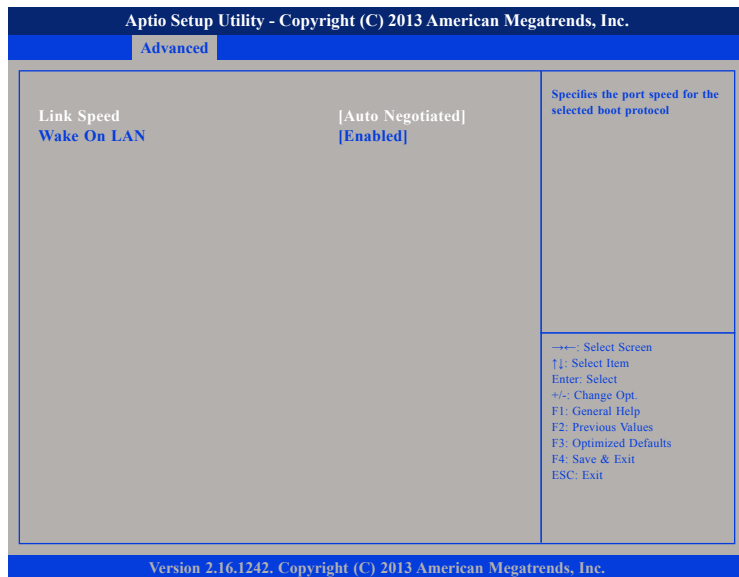 Aptio Setup Utility - Copyright (C) 2013 American Megatrends, Inc.
Advanced
Link Speed [Auto Negotiated]
Wake On LAN [Enabled]
Specifies the port speed for the
selected boot protocol
→←: Select Screen
↑↓: Select Item
Enter: Select
+/-: Change Opt.
F1: General Help
F2: Previous Values
F3: Optimized Defaults
F4: Save & Exit
ESC: Exit
Version 2.16.1242. Copyright (C) 2013 American Megatrends, Inc.